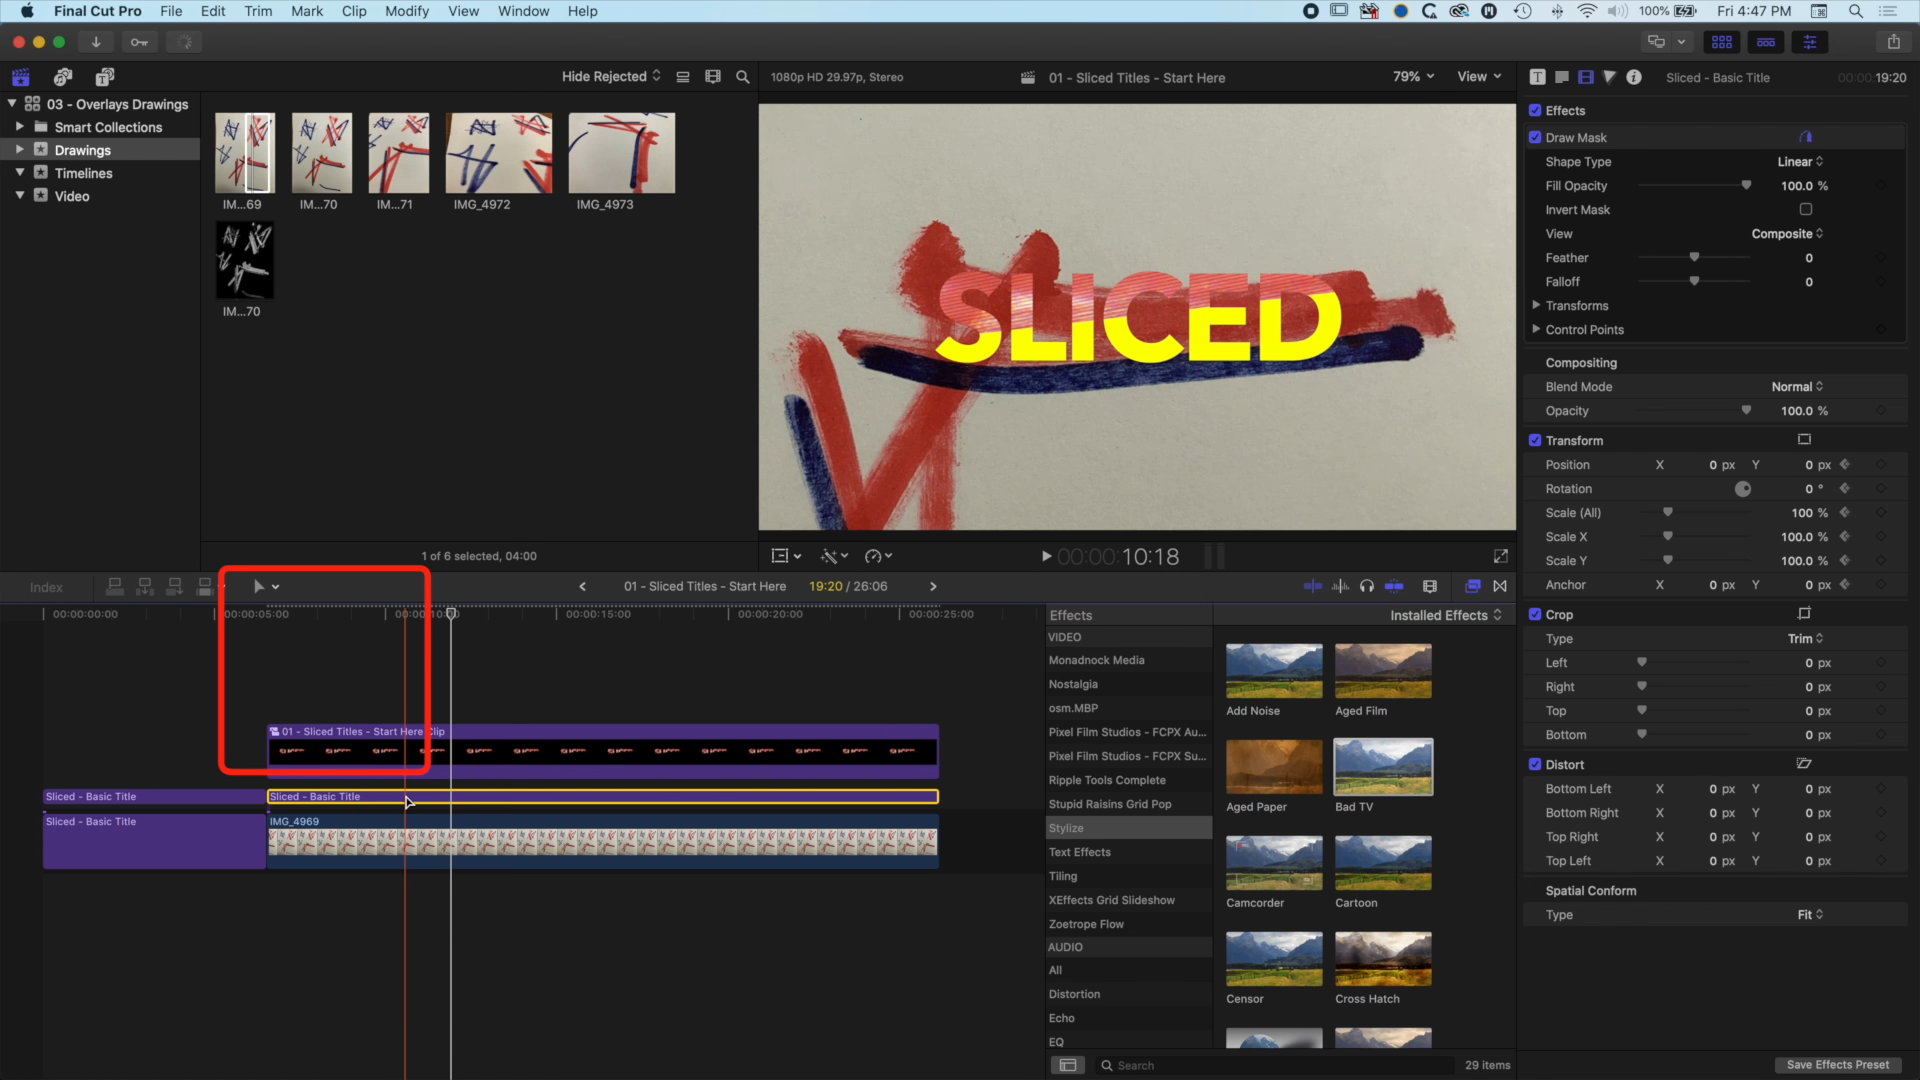 Final Cut Pro File Edit Trim Mark Clip Modify View Window Help 100% Fri 4:47 PM
Hide Rejected 1080p HD 29.97p, Stereo 01 - Sliced Titles - Start Here 79% View Sliced - Basic Title 00:00:19:20
03 - Overlays Drawings
Smart Collections
Drawings
Timelines
Video
IM...69 IM...70 IM...71 IMG_4972 IMG_4973
IM...70
1 of 6 selected, 04:00
SLICED
00:00:00:10:18
Effects
Draw Mask
Shape Type Linear
Fill Opacity 100.0 %
Invert Mask
View Composite
Feather 0
Falloff 0
Transforms
Control Points
Compositing
Blend Mode Normal
Opacity 100.0 %
Transform
Position X 0 px Y 0 px
Rotation 0 °
Scale (All) 100 %
Scale X 100.0 %
Scale Y 100.0 %
Anchor X 0 px Y 0 px
Crop
Type Trim
Left 0 px
Right 0 px
Top 0 px
Bottom 0 px
Distort
Bottom Left X 0 px Y 0 px
Bottom Right X 0 px Y 0 px
Top Right X 0 px Y 0 px
Top Left X 0 px Y 0 px
Spatial Conform
Type Fit
Save Effects Preset
Index 01 - Sliced Titles - Start Here 19:20 / 26:06
00:00:00:00 00:00:05:00 00:00:15:00 00:00:20:00 00:00:25:00
01 - Sliced Titles - Start Here Clip
Sliced - Basic Title Sliced - Basic Title
Sliced - Basic Title IMG_4969
Effects Installed Effects
VIDEO
Monadnock Media
Nostalgia
osm.MBP
Pixel Film Studios - FCPX Au...
Pixel Film Studios - FCPX Su...
Ripple Tools Complete
Stupid Raisins Grid Pop
Stylize
Text Effects
Tiling
XEffects Grid Slideshow
Zoetrope Flow
AUDIO
All
Distortion
Echo
EQ
Add Noise Aged Film
Aged Paper Bad TV
Camcorder Cartoon
Censor Cross Hatch
Search 29 items